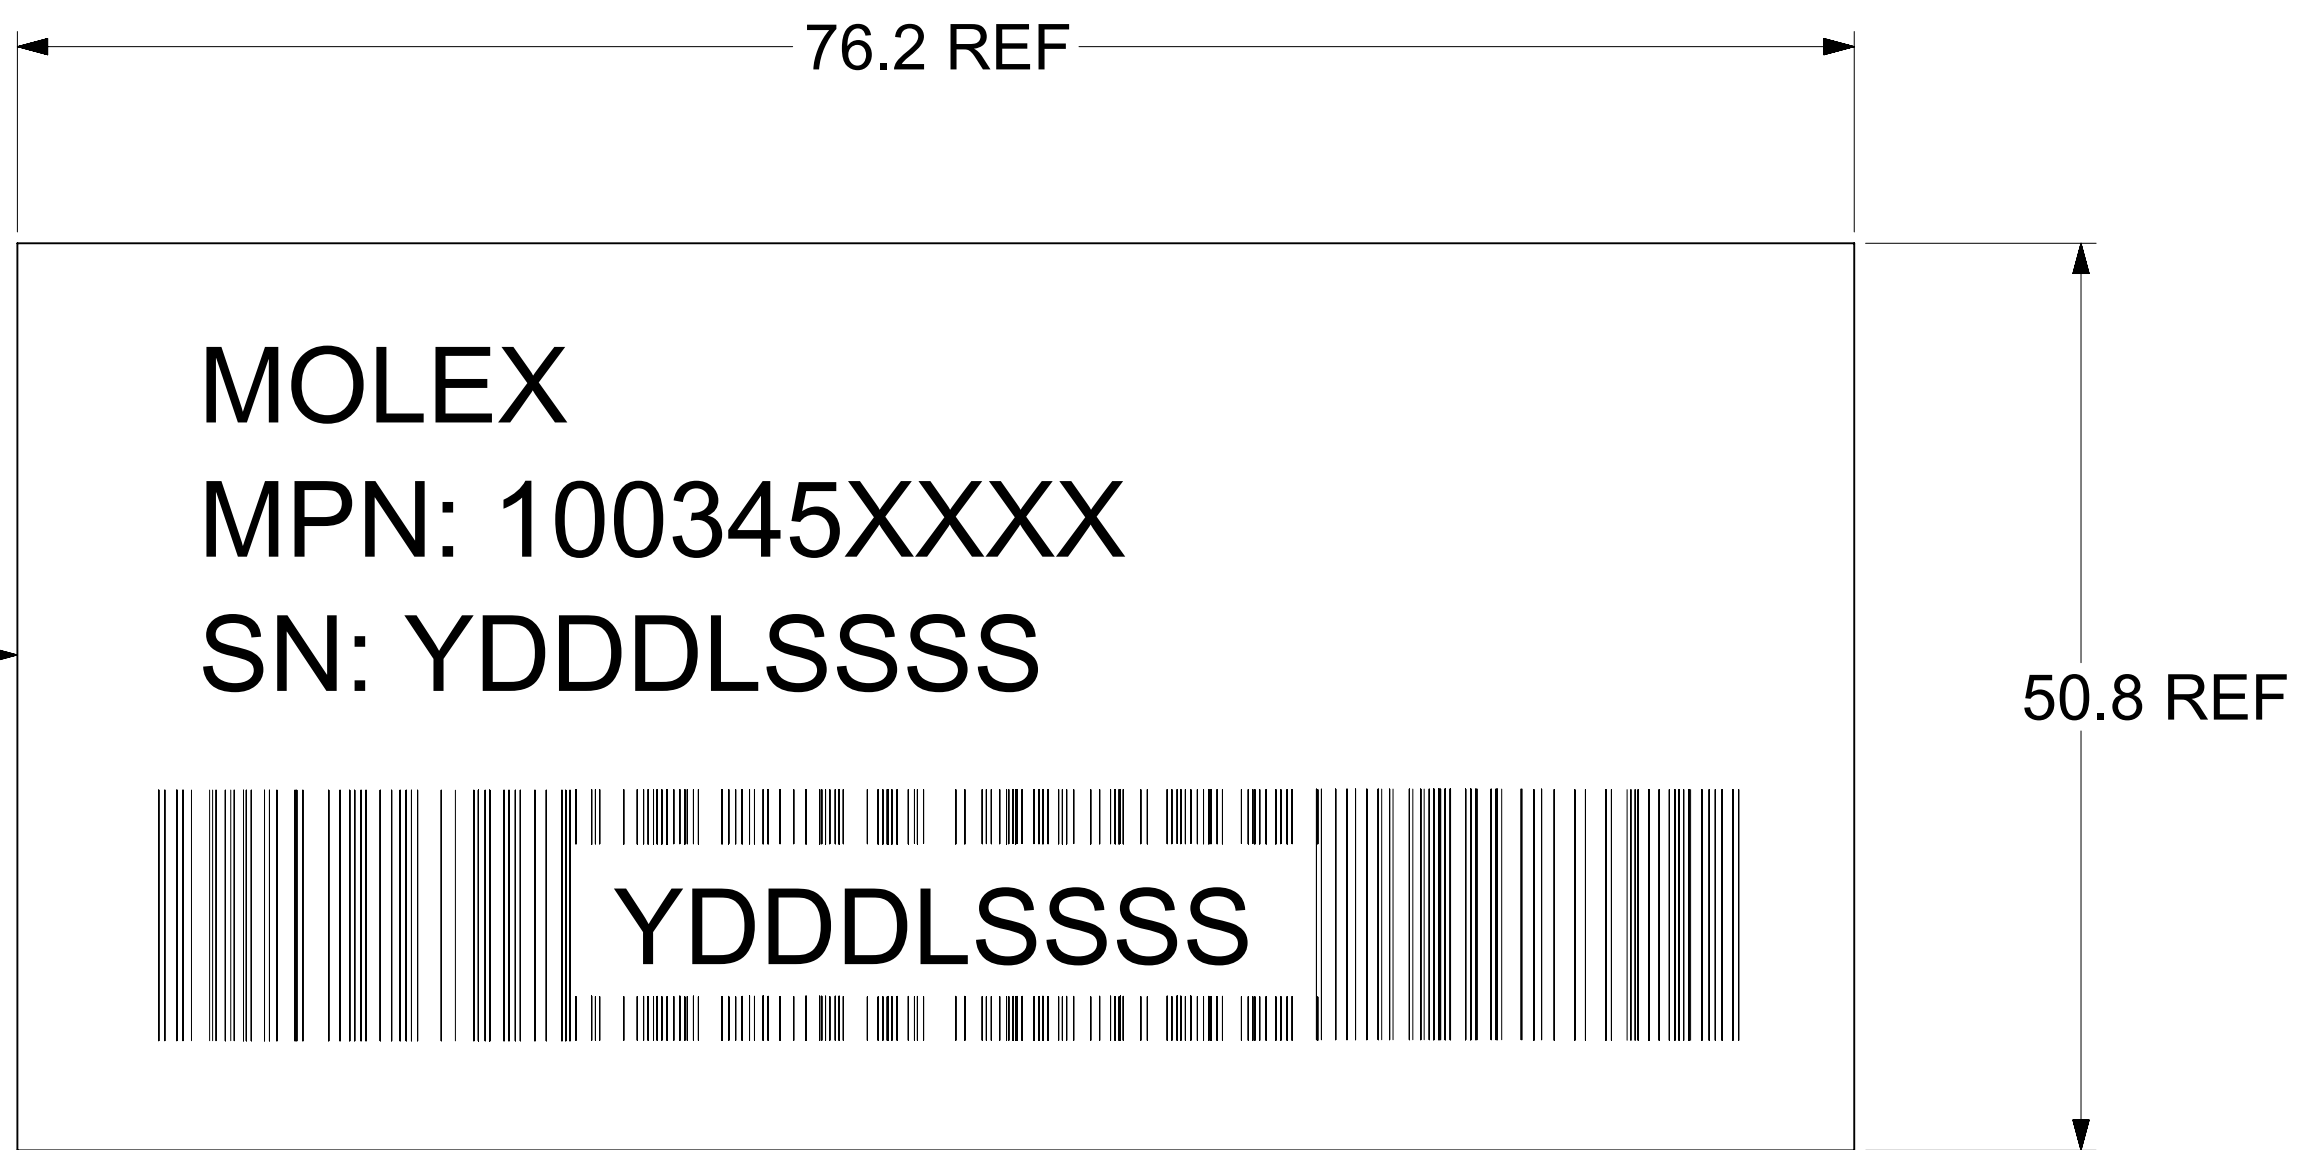 76.2 REF
MOLEX
MPN: 100345XXXX
SN: YDDDLSSSS
50.8 REF
YDDDLSSSS